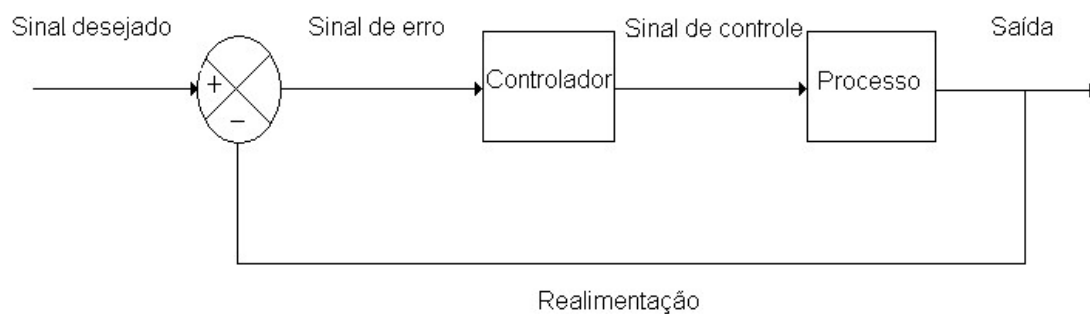 Sinal desejado
Sinal de erro
Sinal de controle
Saída
+
−
Controlador
Processo
Realimentação